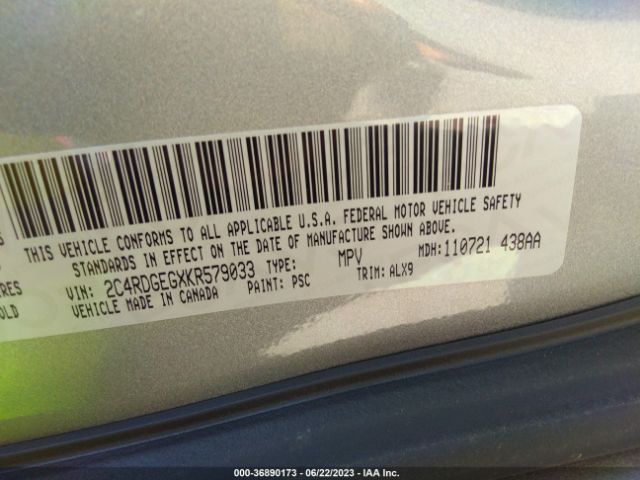 THIS VEHICLE CONFORMS TO ALL APPLICABLE U.S.A. FEDERAL MOTOR VEHICLE SAFETY
STANDARDS IN EFFECT ON THE DATE OF MANUFACTURE SHOWN ABOVE.
VIN: 2C4RDGEGXKR579033 TYPE: MPV MDH:110721 438AA
VEHICLE MADE IN CANADA PAINT: PSC TRIM: ALX9
RES
OLD
000-36890173 - 06/22/2023 - IAA Inc.